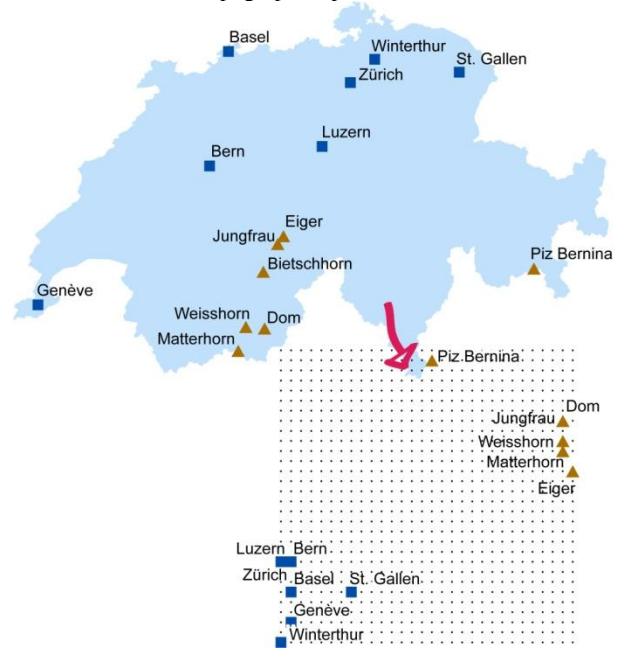 Basel
Winterthur
St. Gallen
Zürich
Luzern
Bern
Eiger
Jungfrau
Piz Bernina
Bietschhorn
Genève
Weisshorn
Dom
Matterhorn
Piz Bernina
Dom
Jungfrau
Weisshorn
Matterhorn
Eiger
Luzern Bern
Zürich Basel St. Gallen
Genève
Winterthur